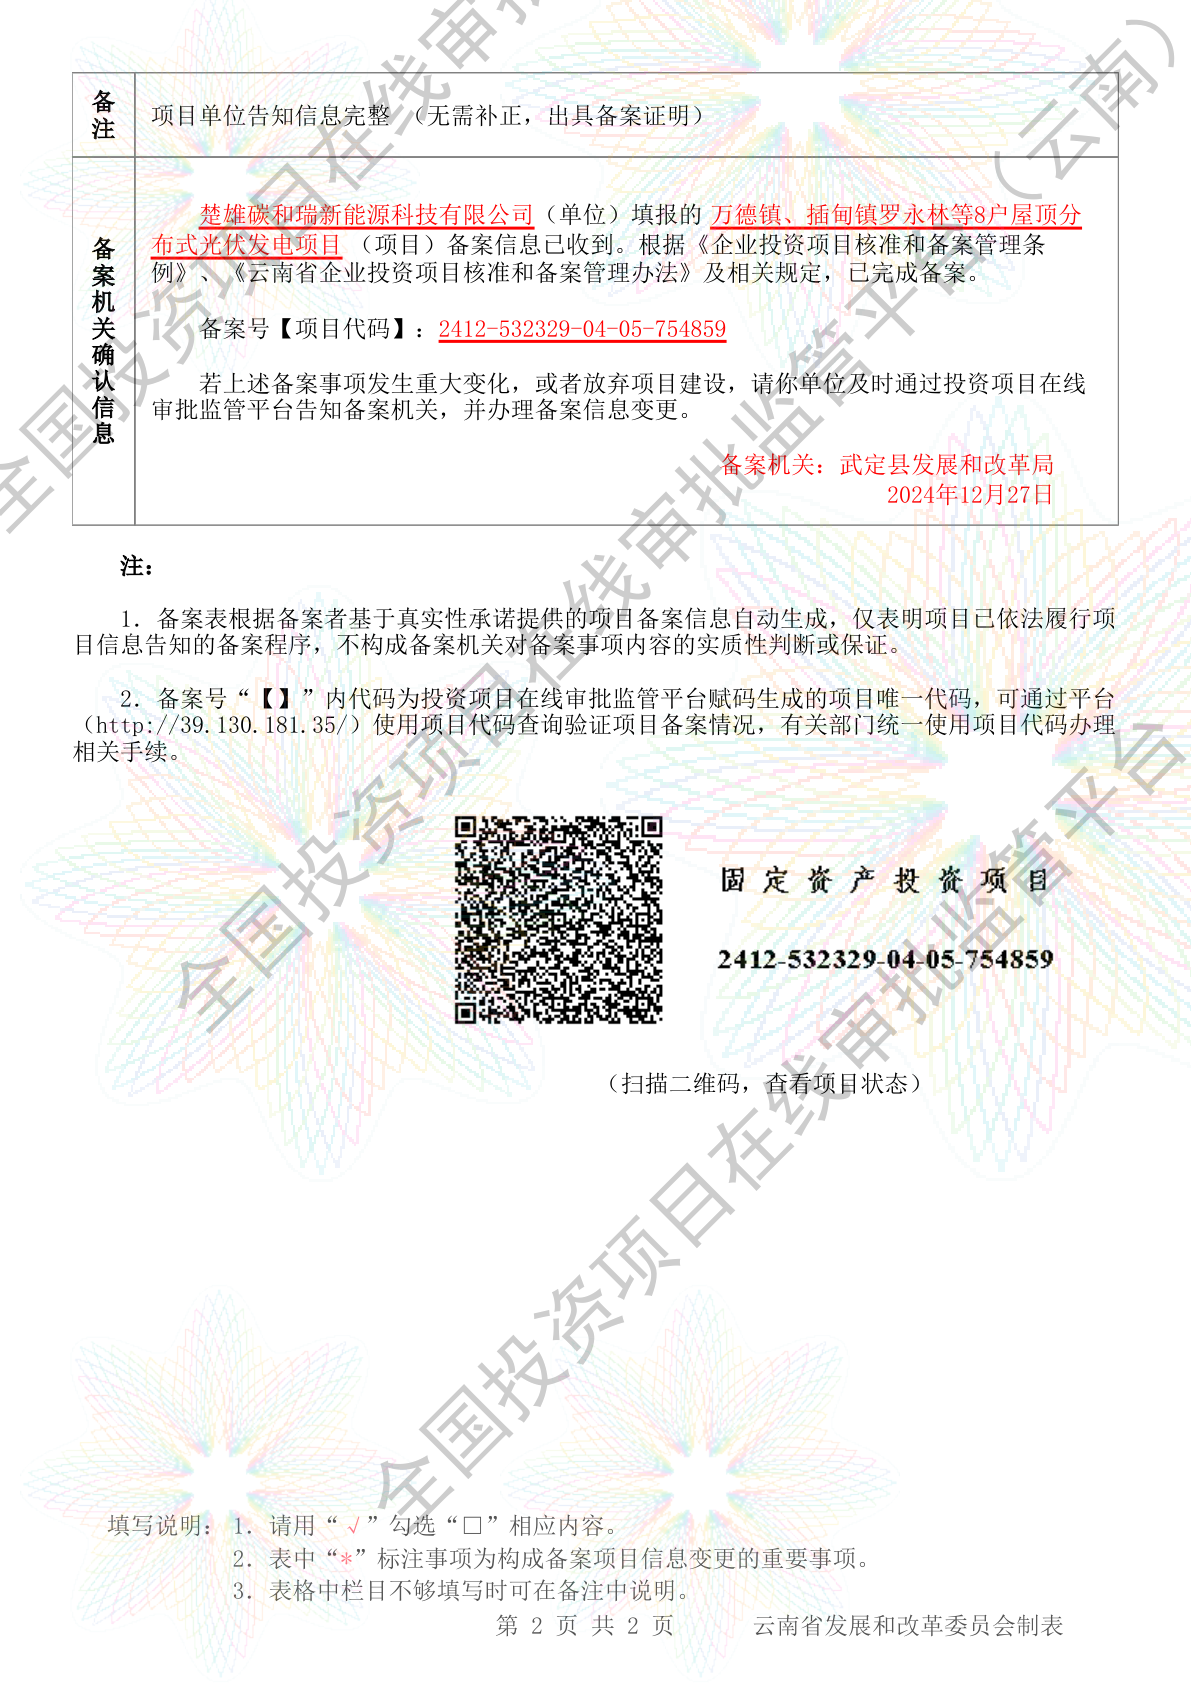 备注
项目单位告知信息完整 （无需补正，出具备案证明）
备案机关确认信息
楚雄碳和瑞新能源科技有限公司（单位）填报的 万德镇、插甸镇罗永林等8户屋顶分
布式光伏发电项目 （项目）备案信息已收到。根据《企业投资项目核准和备案管理条
例》、《云南省企业投资项目核准和备案管理办法》及相关规定，已完成备案。
备案号【项目代码】：2412-532329-04-05-754859
若上述备案事项发生重大变化，或者放弃项目建设，请你单位及时通过投资项目在线
审批监管平台告知备案机关，并办理备案信息变更。
备案机关：武定县发展和改革局
2024年12月27日
注：
1．备案表根据备案者基于真实性承诺提供的项目备案信息自动生成，仅表明项目已依法履行项
目信息告知的备案程序，不构成备案机关对备案事项内容的实质性判断或保证。
2．备案号“【】”内代码为投资项目在线审批监管平台赋码生成的项目唯一代码，可通过平台
（http://39.130.181.35/）使用项目代码查询验证项目备案情况，有关部门统一使用项目代码办理
相关手续。
固定资产投资项目
2412-532329-04-05-754859
（扫描二维码，查看项目状态）
填写说明： 1．请用“√”勾选“□”相应内容。
2．表中“*”标注事项为构成备案项目信息变更的重要事项。
3．表格中栏目不够填写时可在备注中说明。
第 2 页 共 2 页 云南省发展和改革委员会制表
全国投资项目在线审批
全国投资项目在线审批监管平台（云南）
全国投资项目在线审批监管平台